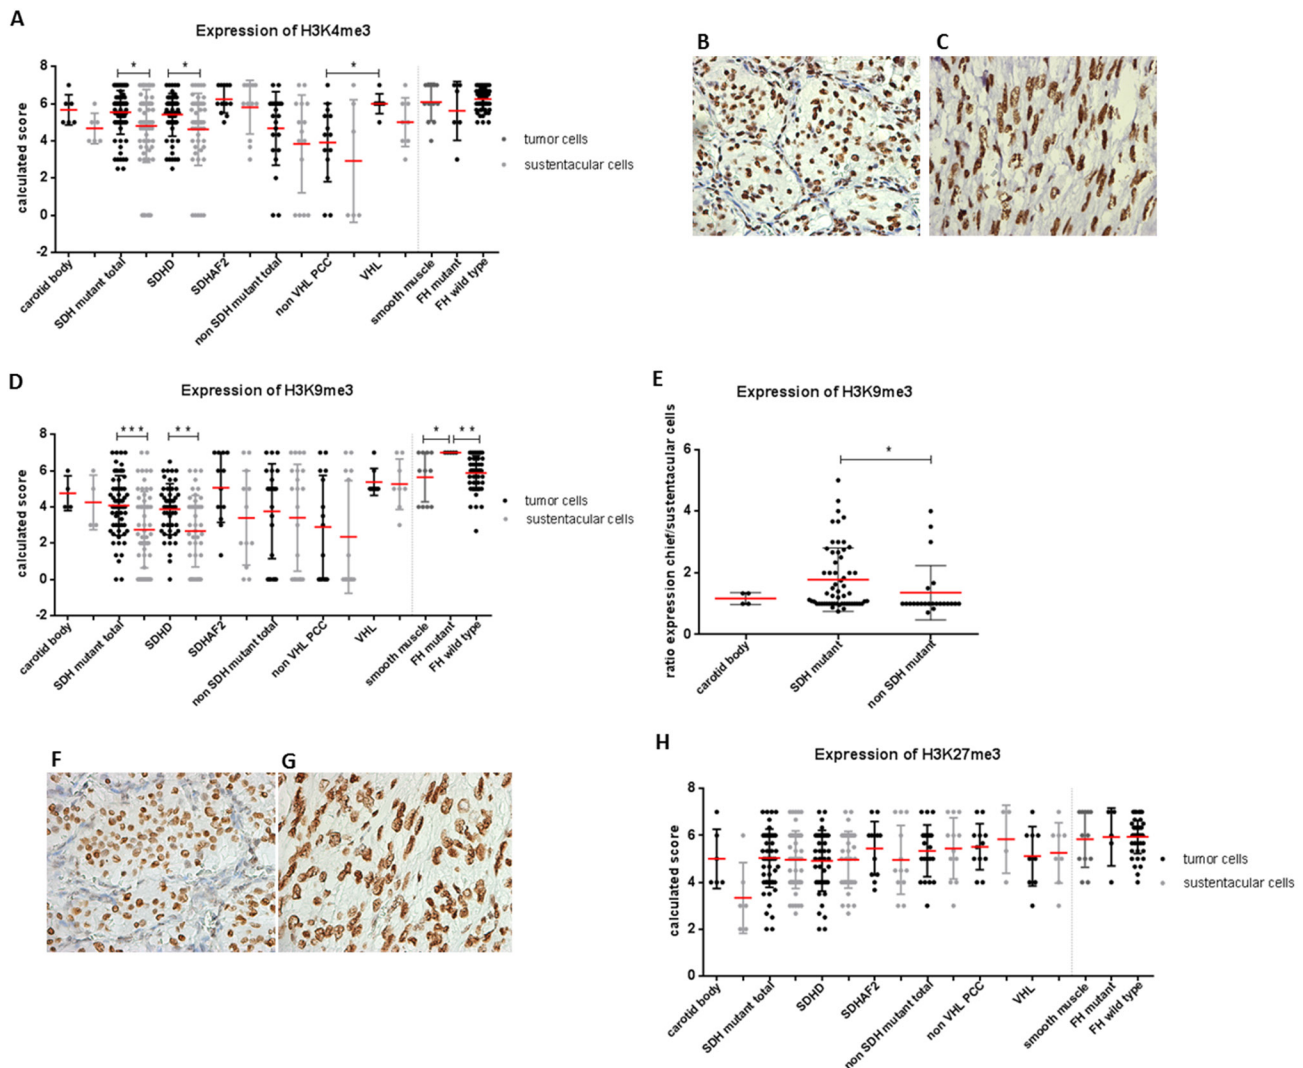 A
Expression of H3K4me3
calculated score
8
6
4
2
0
-2
* * *
carotid body
SDH mutant total
SDHD
SDHAF2
non SDH mutant total
non VHL PCC
VHL
smooth muscle
FH mutant
FH wild type
tumor cells
sustentacular cells
B
C
D
Expression of H3K9me3
calculated score
8
6
4
2
0
-2
*** ** * **
carotid body
SDH mutant total
SDHD
SDHAF2
non SDH mutant total
non VHL PCC
VHL
smooth muscle
FH mutant
FH wild type
tumor cells
sustentacular cells
E
Expression of H3K9me3
ratio expression chief/sustentacular cells
6
4
2
0
*
carotid body
SDH mutant
non SDH mutant
F
G
H
Expression of H3K27me3
calculated score
8
6
4
2
0
carotid body
SDH mutant total
SDHD
SDHAF2
non SDH mutant total
non VHL PCC
VHL
smooth muscle
FH mutant
FH wild type
tumor cells
sustentacular cells